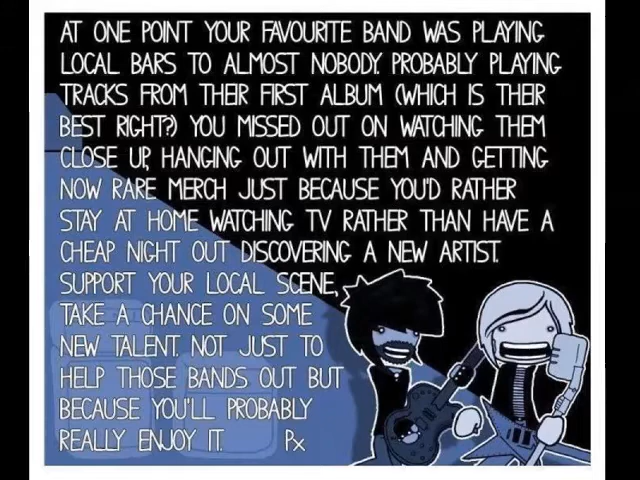 AT ONE POINT YOUR FAVOURITE BAND WAS PLAYING
LOCAL BARS TO ALMOST NOBODY. PROBABLY PLAYING
TRACKS FROM THEIR FIRST ALBUM (WHICH IS THEIR
BEST RIGHT?) YOU MISSED OUT ON WATCHING THEM
CLOSE UP, HANGING OUT WITH THEM AND GETTING
NOW RARE MERCH JUST BECAUSE YOU'D RATHER
STAY AT HOME WATCHING TV RATHER THAN HAVE A
CHEAP NIGHT OUT DISCOVERING A NEW ARTIST.
SUPPORT YOUR LOCAL SCENE,
TAKE A CHANCE ON SOME
NEW TALENT. NOT JUST TO
HELP THOSE BANDS OUT BUT
BECAUSE YOU'LL PROBABLY
REALLY ENJOY IT. Px